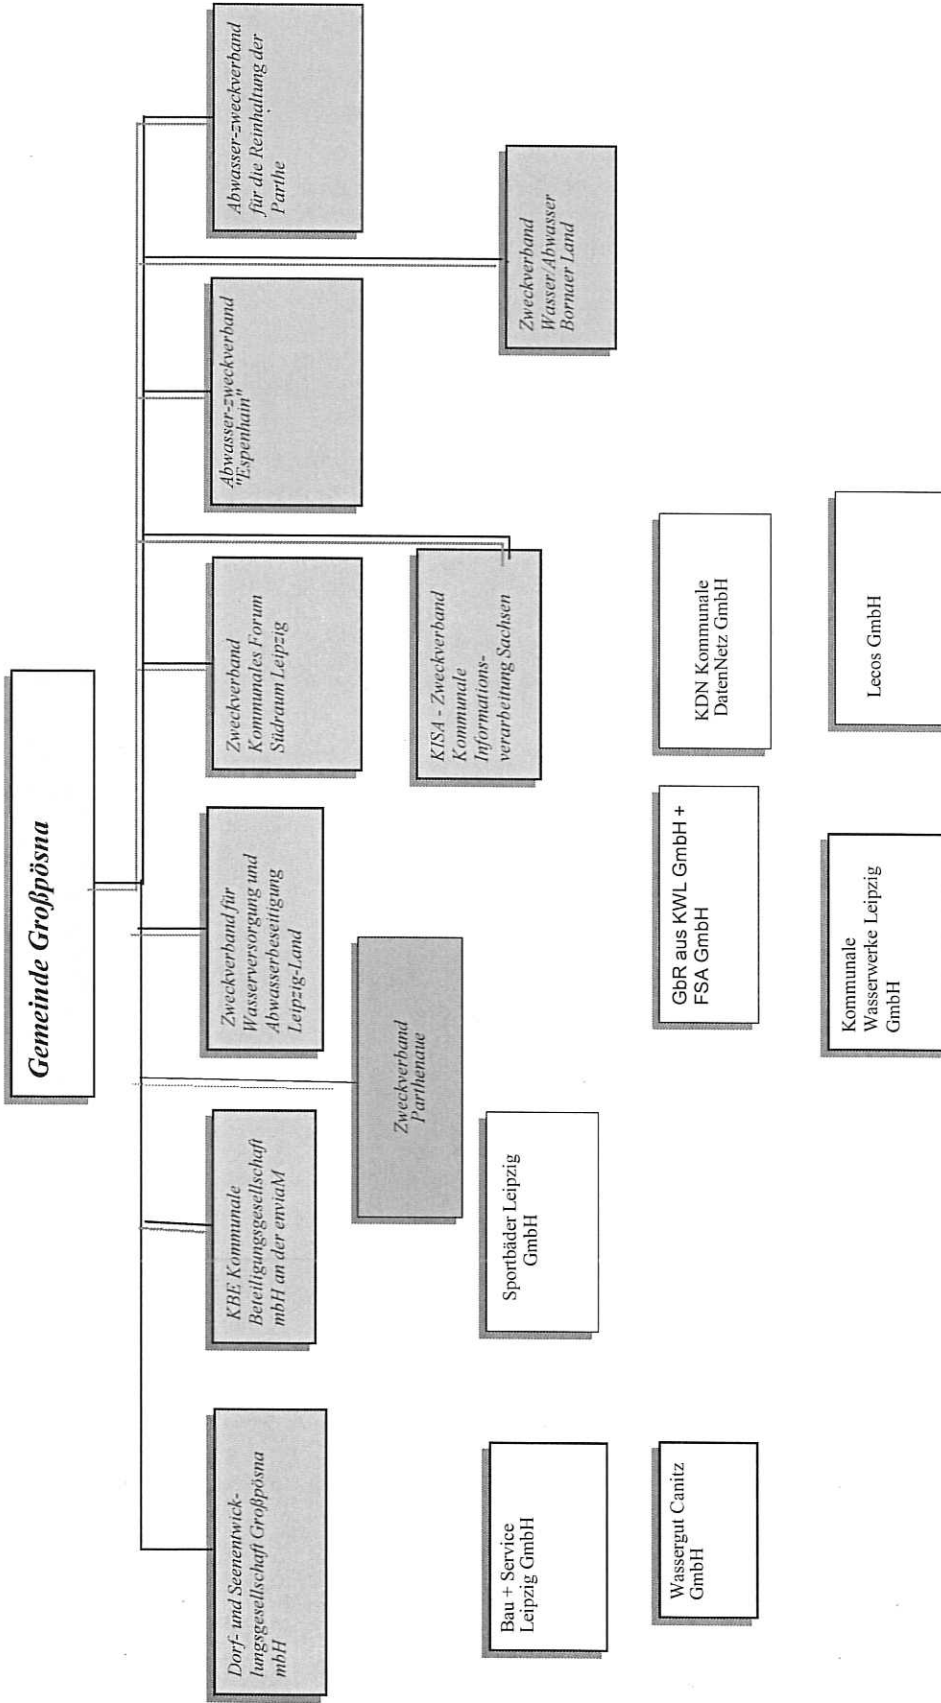 Gemeinde Großpösna
Dorf- und Seenentwick-
lungsgesellschaft Großpösna
mbH
KBE Kommunale
Beteiligungsgesellschaft
mbH an der enviaM
Zweckverband für
Wasserversorgung und
Abwasserbeseitigung
Leipzig-Land
Zweckverband
Kommunales Forum
Südraum Leipzig
Abwasser-zweckverband
"Espenhain"
Abwasser-zweckverband
für die Reinhaltung der
Parthe
Zweckverband
Parthenaue
KISA - Zweckverband
Kommunale
Informations-
verarbeitung Sachsen
Zweckverband
Wasser/Abwasser
Bornaer Land
Bau + Service
Leipzig GmbH
Sportbäder Leipzig
GmbH
Wassergut Canitz
GmbH
GbR aus KWL GmbH +
FSA GmbH
KDN Kommunale
DatenNetz GmbH
Kommunale
Wasserwerke Leipzig
GmbH
Lecos GmbH